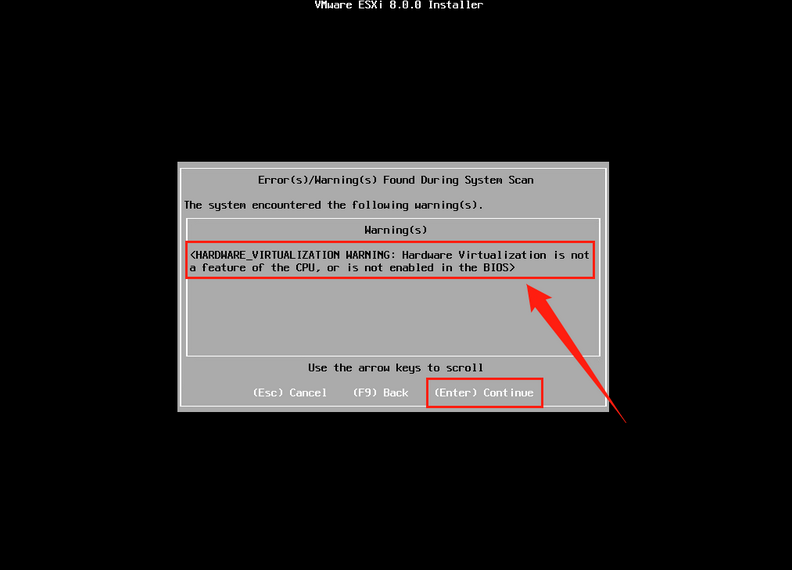 VMware ESXi 8.0.0 Installer
Error(s)/Warning(s) Found During System Scan
The system encountered the following warning(s).
Warning(s)
<HARDWARE_VIRTUALIZATION WARNING: Hardware Virtualization is not
a feature of the CPU, or is not enabled in the BIOS>
Use the arrow keys to scroll
(Esc) Cancel (F9) Back (Enter) Continue